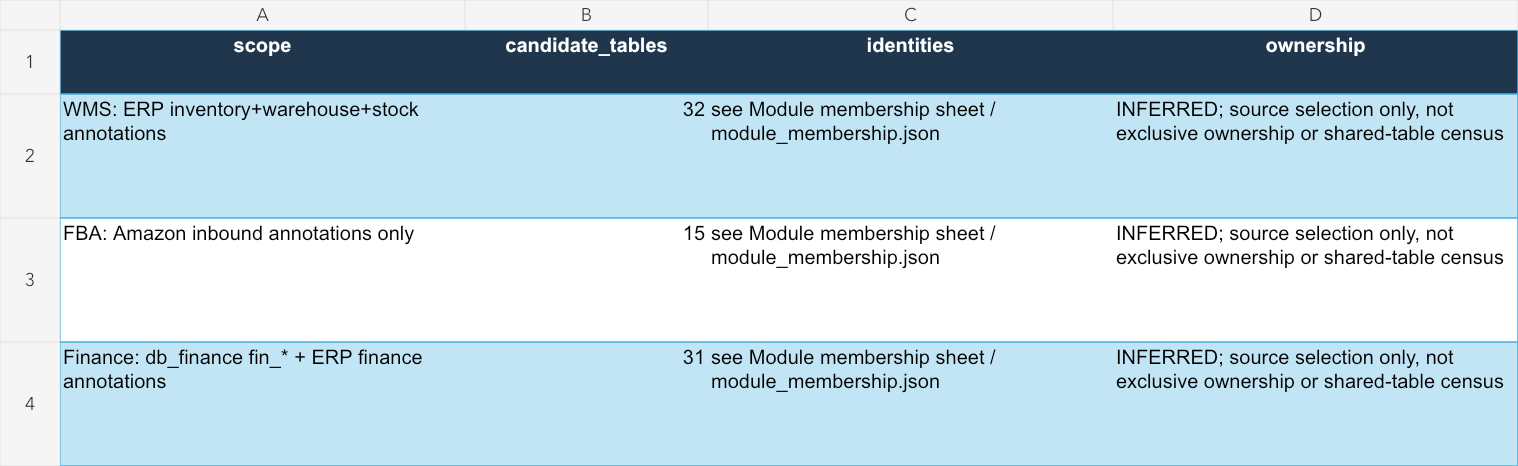 A B C D
1 scope candidate_tables identities ownership
2 WMS: ERP inventory+warehouse+stock 32 see Module membership sheet / INFERRED; source selection only, not
annotations module_membership.json exclusive ownership or shared-table census
3 FBA: Amazon inbound annotations only 15 see Module membership sheet / INFERRED; source selection only, not
module_membership.json exclusive ownership or shared-table census
4 Finance: db_finance fin_* + ERP finance 31 see Module membership sheet / INFERRED; source selection only, not
annotations module_membership.json exclusive ownership or shared-table census